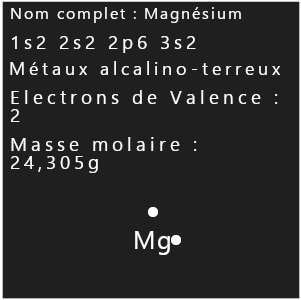 Nom complet : Magnésium
1s2 2s2 2p6 3s2
Métaux alcalino-terreux
Electrons de Valence :
2
Masse molaire :
24,305g
Mg